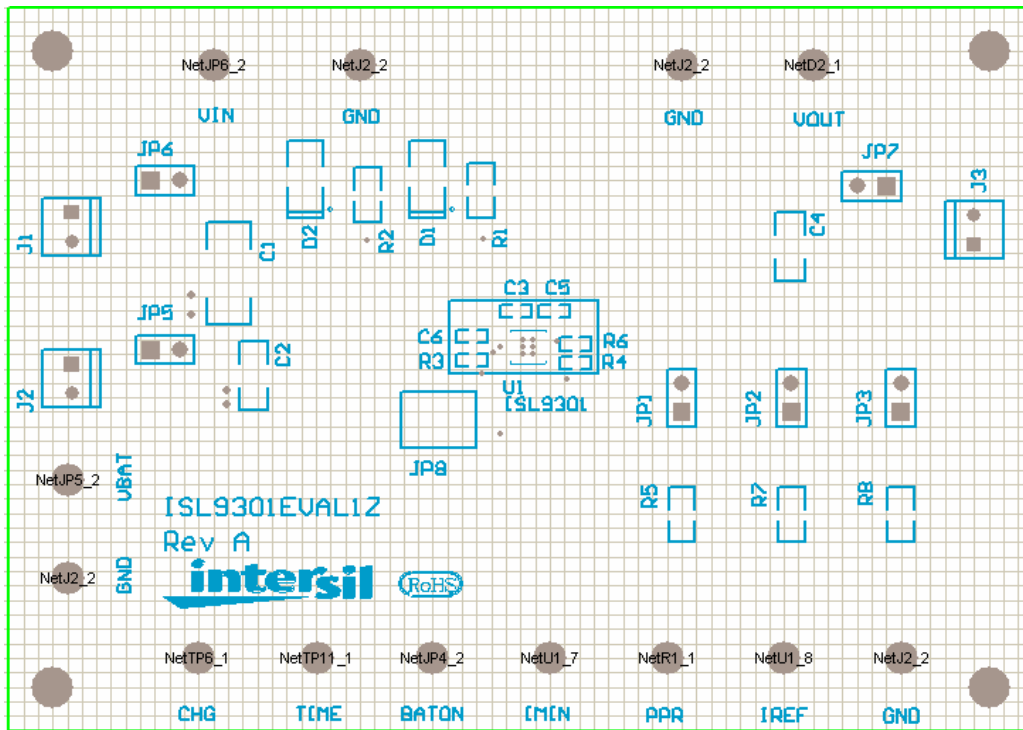 NetJP6_2 NetJ2_2 NetJ2_2 NetD2_1
VIN GND GND VOUT
JP6 JP7
J3
J1 C1 D2 R2 D1 R1 C4
C3 C5
JP5
C6 R6
C2 R3 R4
U1
ISL9301
J2 JP1 JP2 JP3
JP8
NetJP5_2 VBAT
R5 R7 R8
ISL9301EVAL1Z
Rev A
NetJ2_2 GND
intersil RoHS
NetTP6_1 NetTP11_1 NetJP4_2 NetU1_7 NetR1_1 NetU1_8 NetJ2_2
CHG TIME BATON IMIN PPR IREF GND